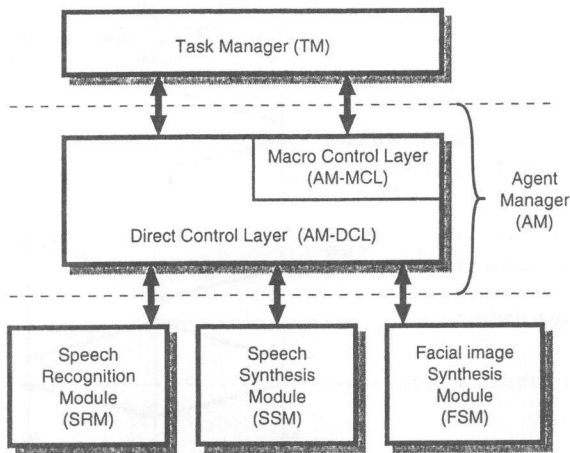 Task Manager (TM)
Macro Control Layer
(AM-MCL)
Direct Control Layer (AM-DCL)
Agent
Manager
(AM)
Speech
Recognition
Module
(SRM)
Speech
Synthesis
Module
(SSM)
Facial image
Synthesis
Module
(FSM)